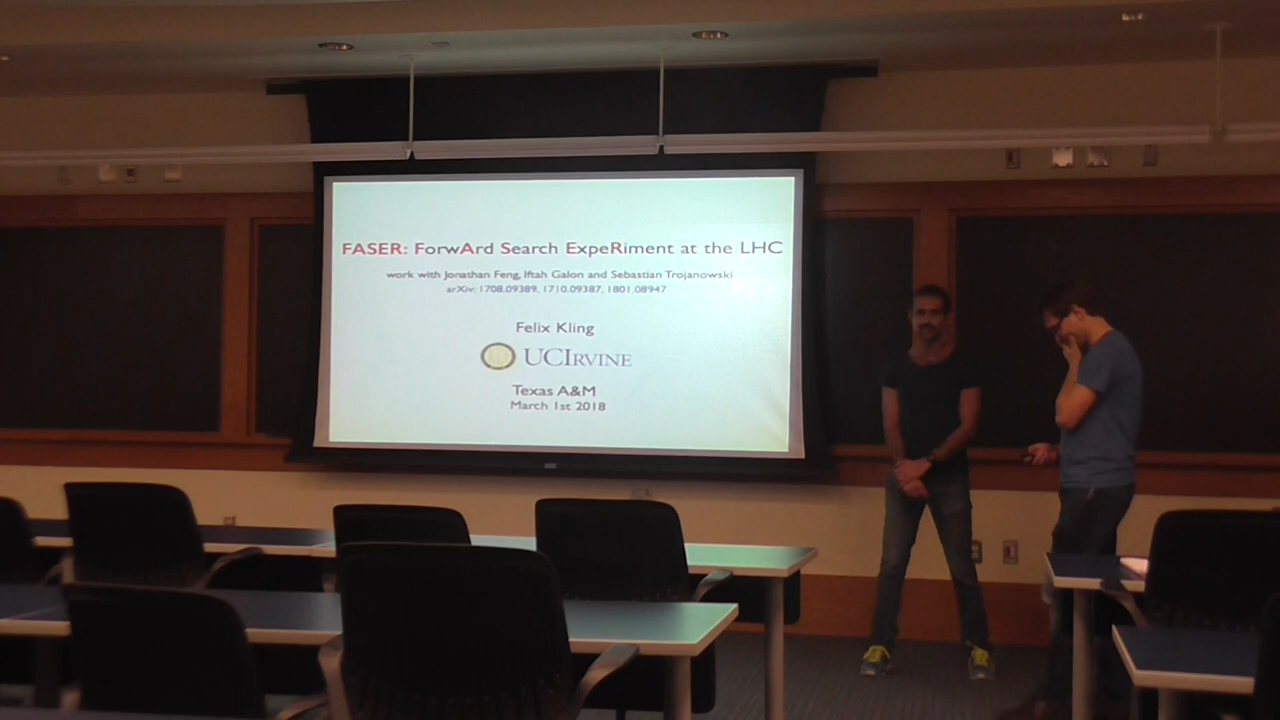 FASER: ForwArd Search ExpeRiment at the LHC
work with Jonathan Feng, Iftah Galon and Sebastian Trojanowski
arXiv: 1708.09389, 1710.09387, 1801.08947
Felix Kling
UCIRVINE
Texas A&M
March 1st 2018